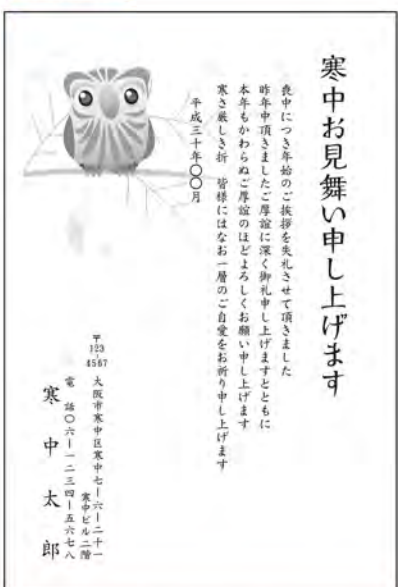 寒中お見舞い申し上げます
喪中につき年始のご挨拶を失礼させて頂きました
昨年中頂きましたご厚誼に深く御礼申し上げますとともに
本年もかわらぬご厚誼のほどよろしくお願い申し上げます
寒さ厳しき折 皆様にはなお一層のご自愛をお祈り申し上げます
平成三十年〇〇月
〒123-4567
大阪市寒中区寒中七ー六ー二十一
寒中ビル二階
電話〇六ー一二三四ー五六七八
寒中太郎